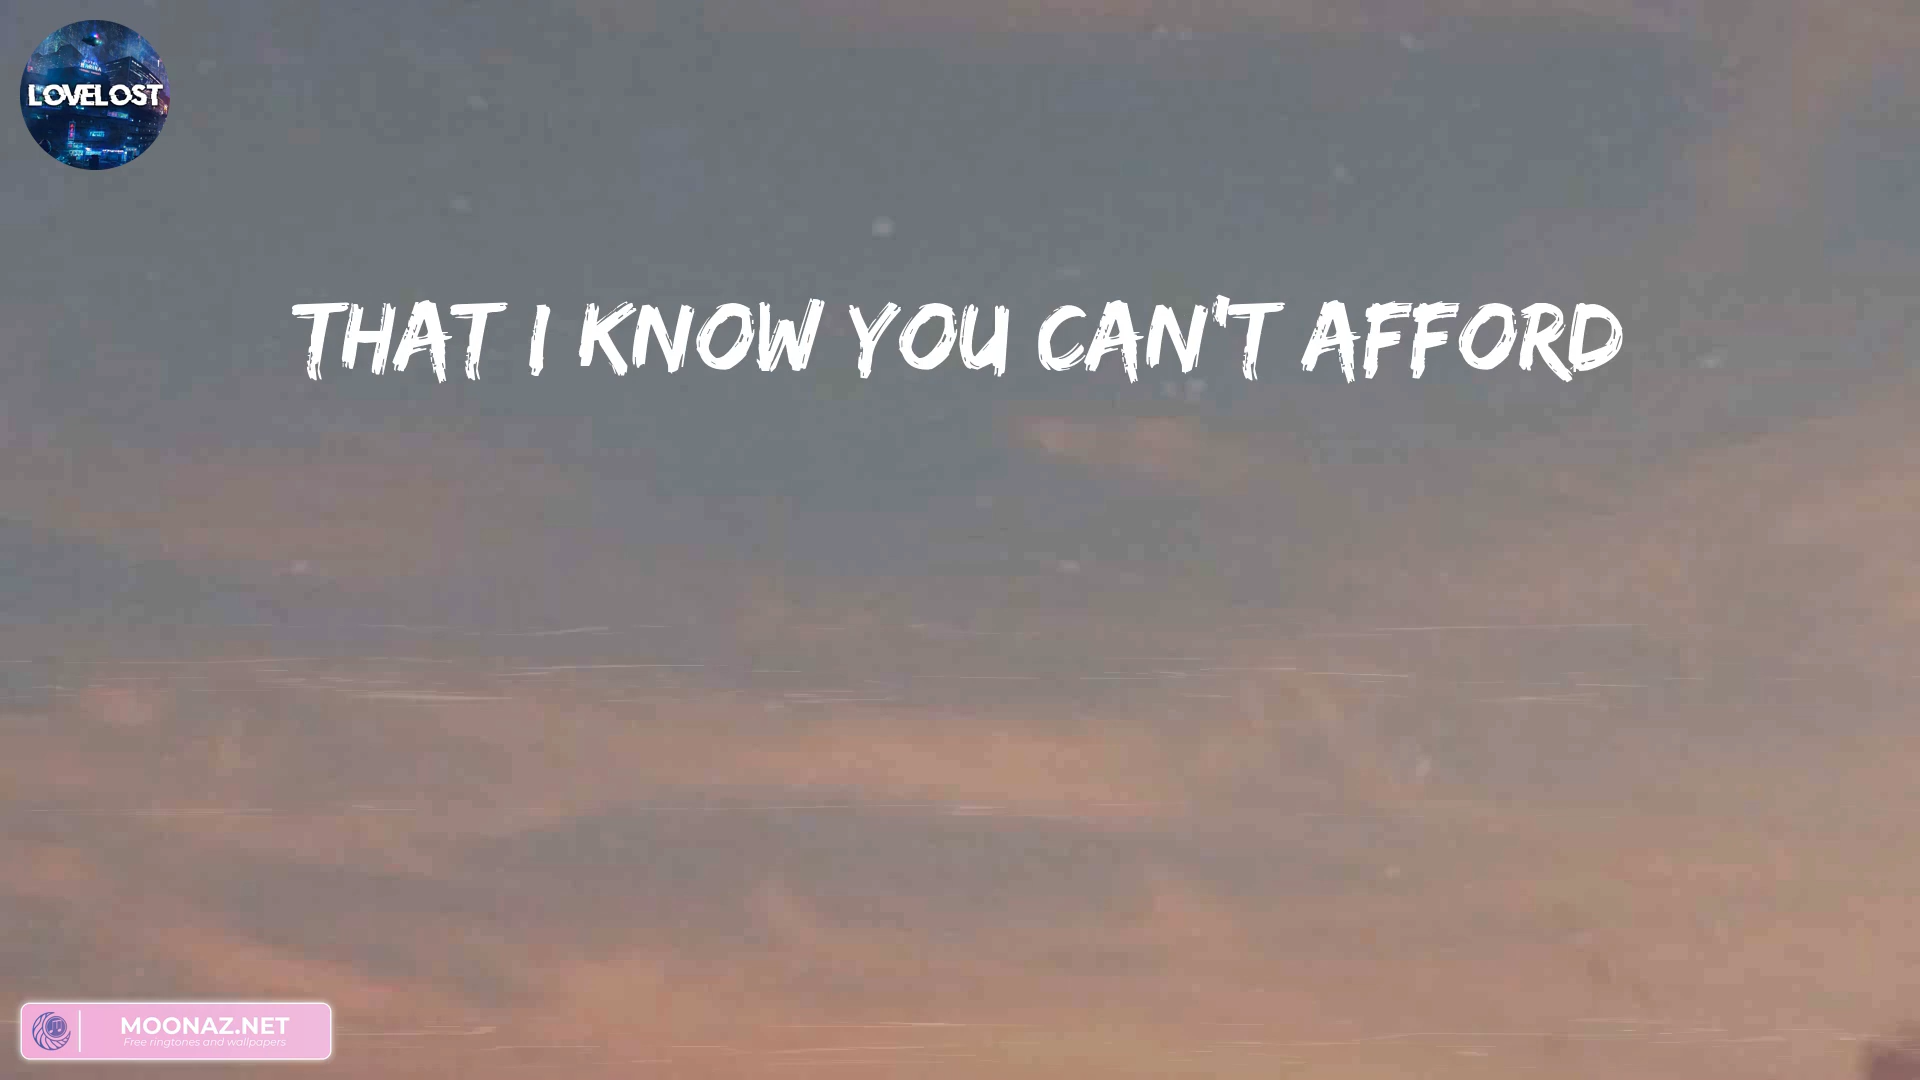 LOVELOST
THAT I KNOW YOU CAN'T AFFORD
MOONAZ.NET
Free ringtones and wallpapers